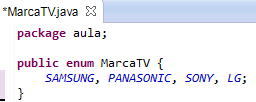 *MarcaTV.java
package aula;
public enum MarcaTV {
SAMSUNG, PANASONIC, SONY, LG;
}